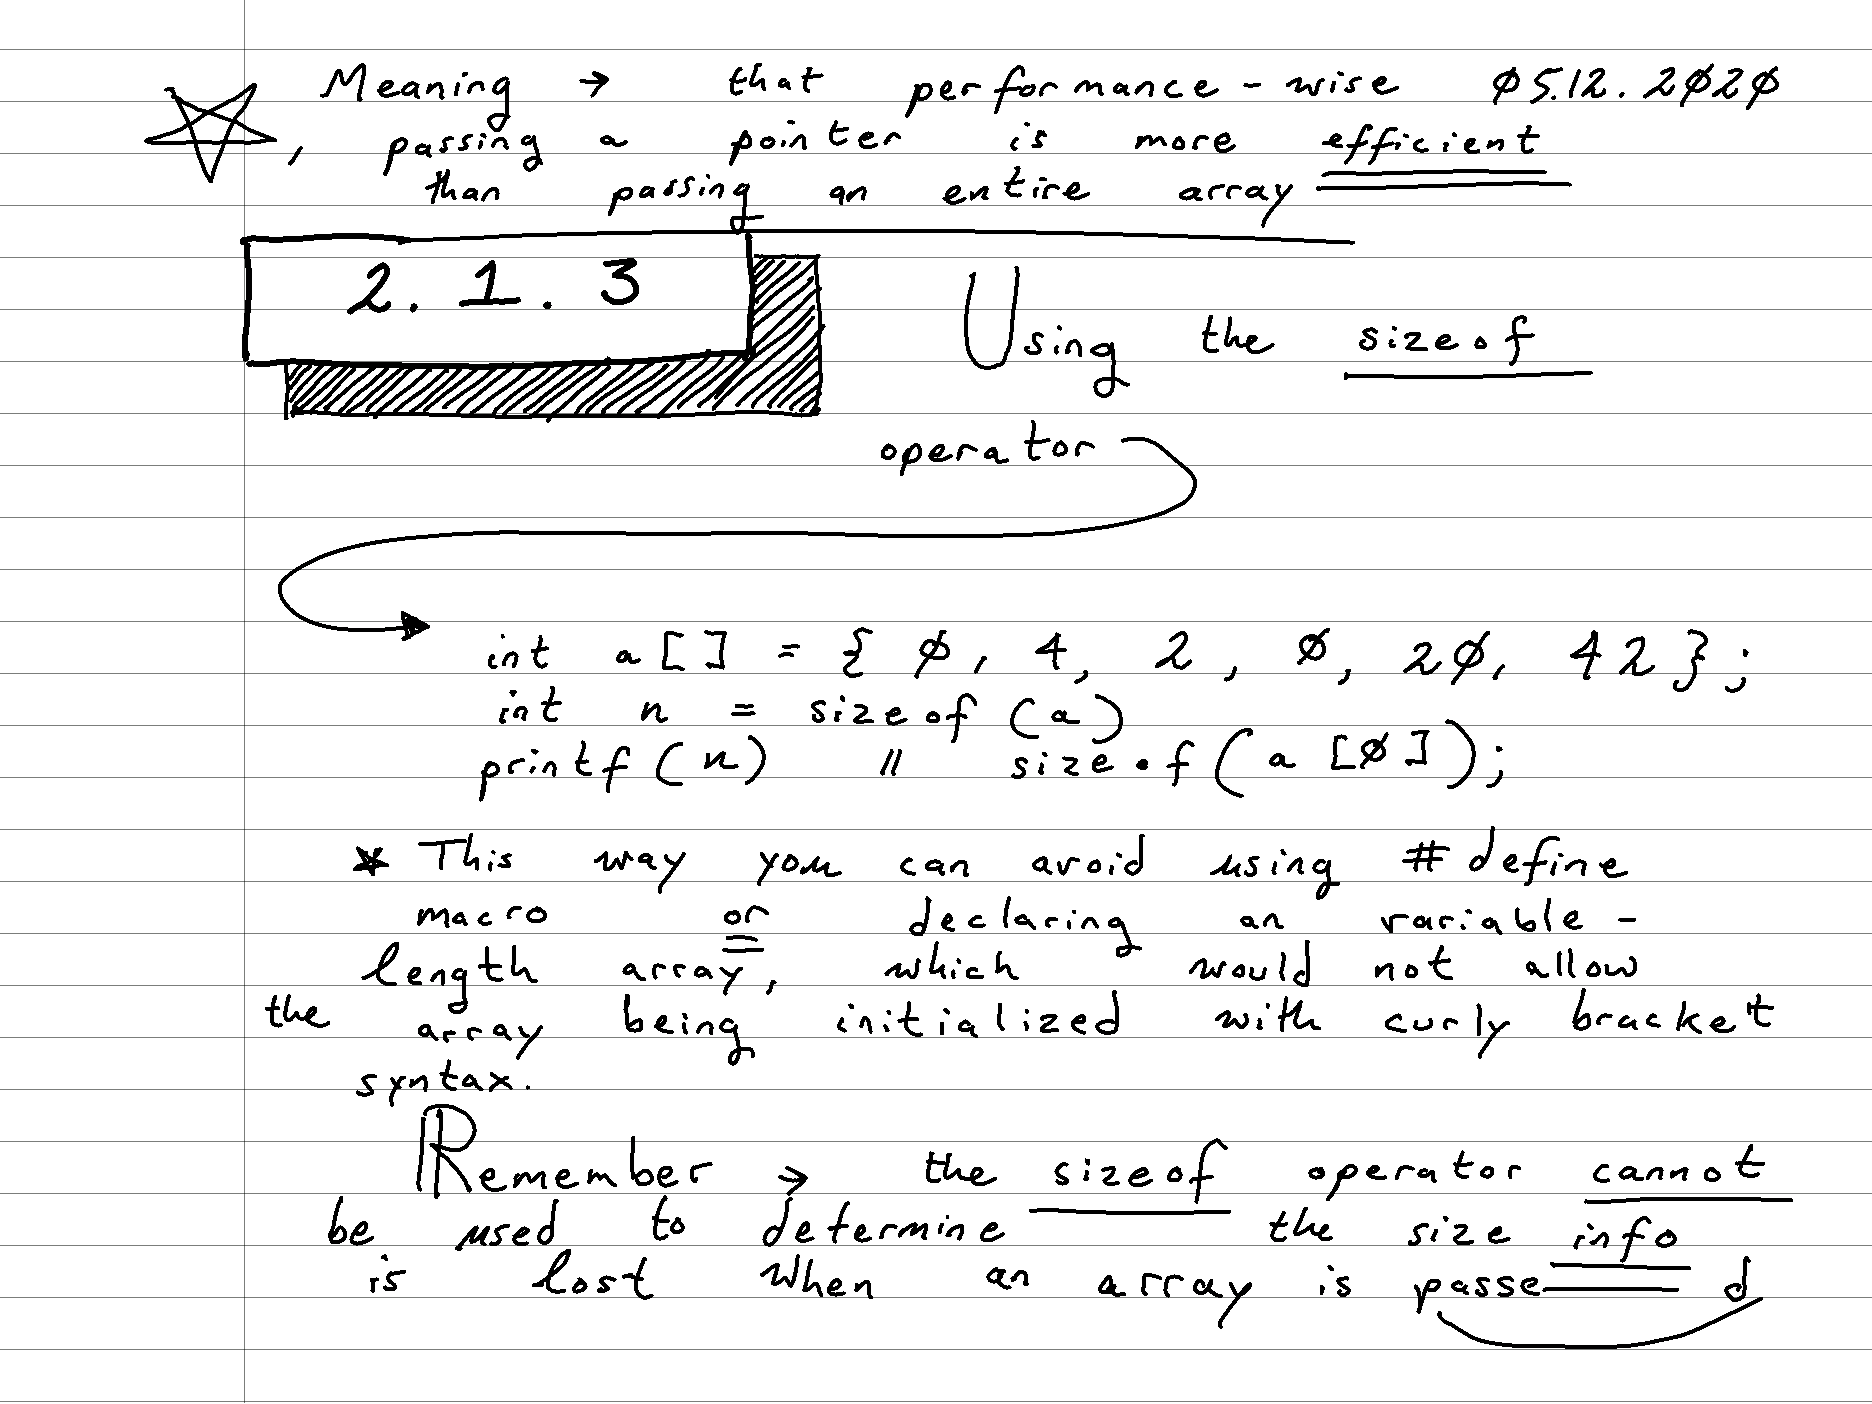 Meaning → that performance-wise 05.12.2020
, passing a pointer is more efficient
than passing an entire array
2.1.3
Using the sizeof
operator
int a[] = { 0, 4, 2, 0, 20, 42 };
int n = sizeof (a)
printf (n) // sizeof (a [0]);
* This way you can avoid using #define
macro or declaring an variable-
length array, which would not allow
the array being initialized with curly bracket
syntax.
Remember → the sizeof operator cannot
be used to determine the size info
is lost when an array is passed